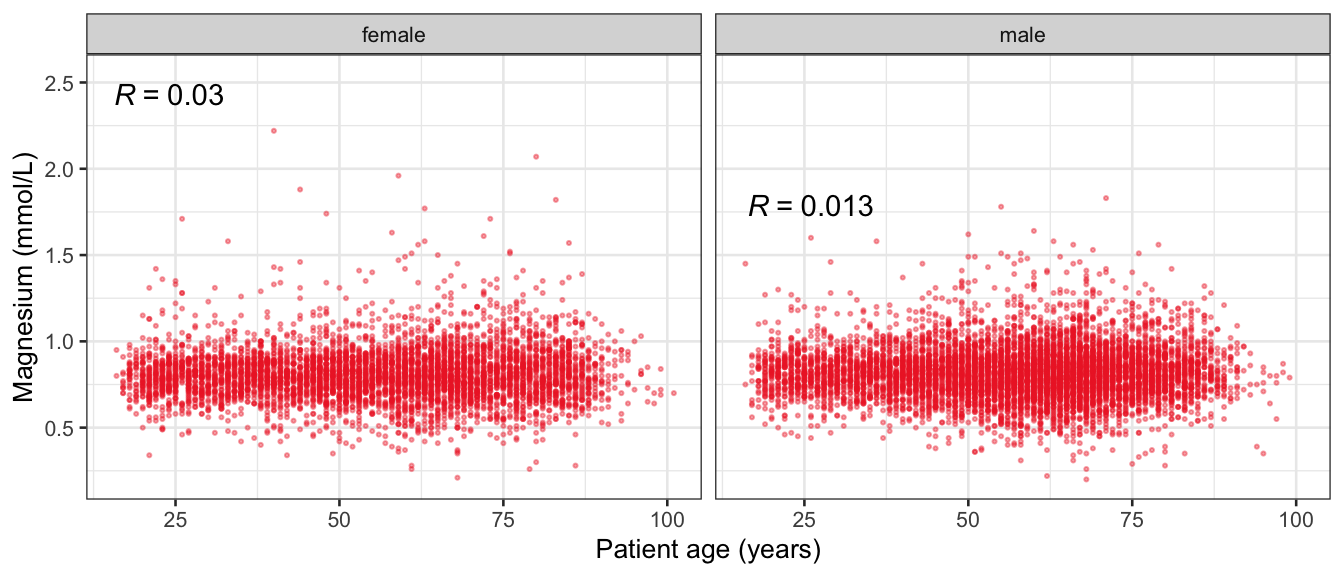 female
male
R = 0.03
R = 0.013
2.5
2.0
1.5
1.0
0.5
Magnesium (mmol/L)
25 50 75 100
25 50 75 100
Patient age (years)